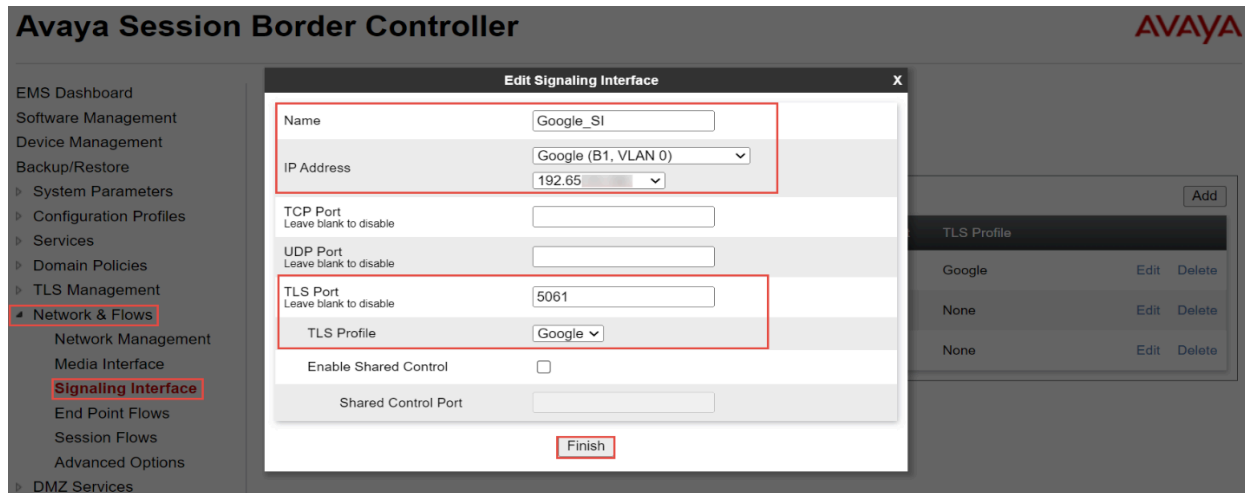 Avaya Session Border Controller
AVAYA
EMS Dashboard
Software Management
Device Management
Backup/Restore
System Parameters
Configuration Profiles
Services
Domain Policies
TLS Management
Network & Flows
Network Management
Media Interface
Signaling Interface
End Point Flows
Session Flows
Advanced Options
DMZ Services
Edit Signaling Interface
X
Name
Google_SI
IP Address
Google (B1, VLAN 0)
192.65
TCP Port
Leave blank to disable
UDP Port
Leave blank to disable
TLS Port
Leave blank to disable
5061
TLS Profile
Google
Enable Shared Control
Shared Control Port
Finish
Add
TLS Profile
Google Edit Delete
None Edit Delete
None Edit Delete